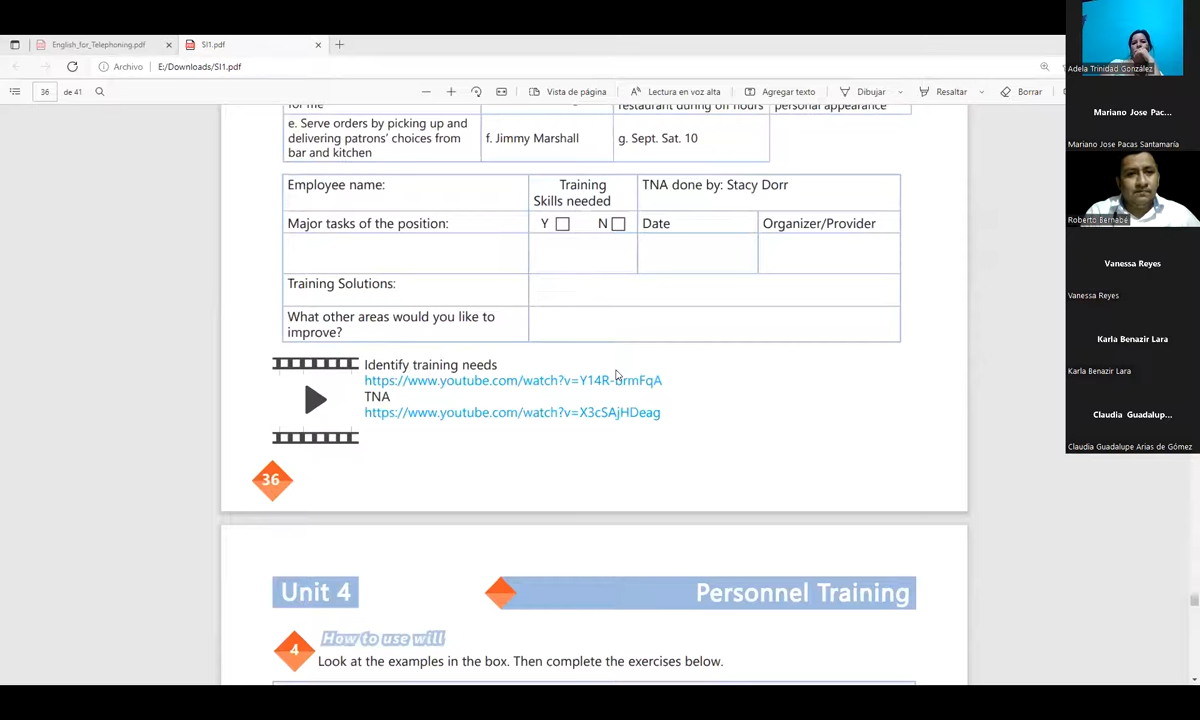 English_for_Telephoning.pdf
SI1.pdf
Archivo
E:/Downloads/SI1.pdf
36
de 41
Vista de página
Lectura en voz alta
Agregar texto
Dibujar
Resaltar
Borrar
for me
restaurant during off hours
personal appearance
e. Serve orders by picking up and
delivering patrons' choices from
bar and kitchen
f. Jimmy Marshall
g. Sept. Sat. 10
Employee name:
Training
Skills needed
TNA done by: Stacy Dorr
Major tasks of the position:
Y
N
Date
Organizer/Provider
Training Solutions:
What other areas would you like to
improve?
Identify training needs
TNA
https://www.youtube.com/watch?v=X3cSAjHDeag
36
Unit 4
Personnel Training
4
How to use will
Look at the examples in the box. Then complete the exercises below.
Adela Trinidad González
Mariano Jose Pac...
Mariano Jose Pacas Santamaría
Roberto Bernabé
Vanessa Reyes
Vanessa Reyes
Karla Benazir Lara
Karla Benazir Lara
Claudia Guadalup...
Claudia Guadalupe Arias de Gómez